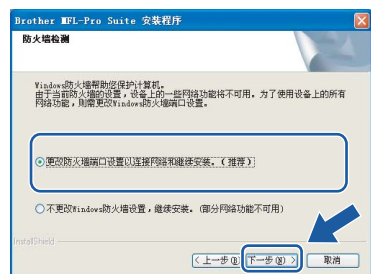 Brother MFL-Pro Suite 安装程序
防火墙检测
Windows防火墙帮助您保护计算机。
由于当前防火墙的设置，设备上的一些网络功能将不可用。为了使用设备上的所有
网络功能，则需更改Windows防火墙端口设置。
更改防火墙端口设置以连接网络和继续安装。（推荐）
不更改Windows防火墙设置，继续安装。(部分网络功能不可用)
InstallShield
< 上一步(B) 下一步(N) > 取消